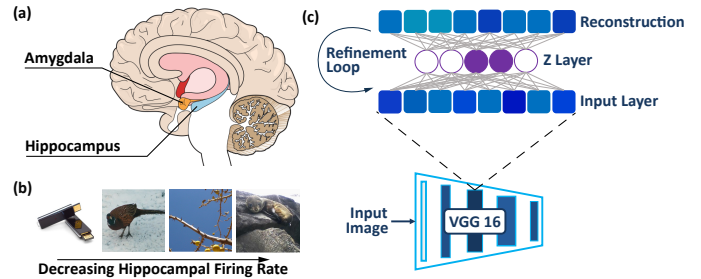 (a)
Amygdala
Hippocampus
(b)
Decreasing Hippocampal Firing Rate
(c)
Reconstruction
Refinement
Loop
Z Layer
Input Layer
Input
Image
VGG 16